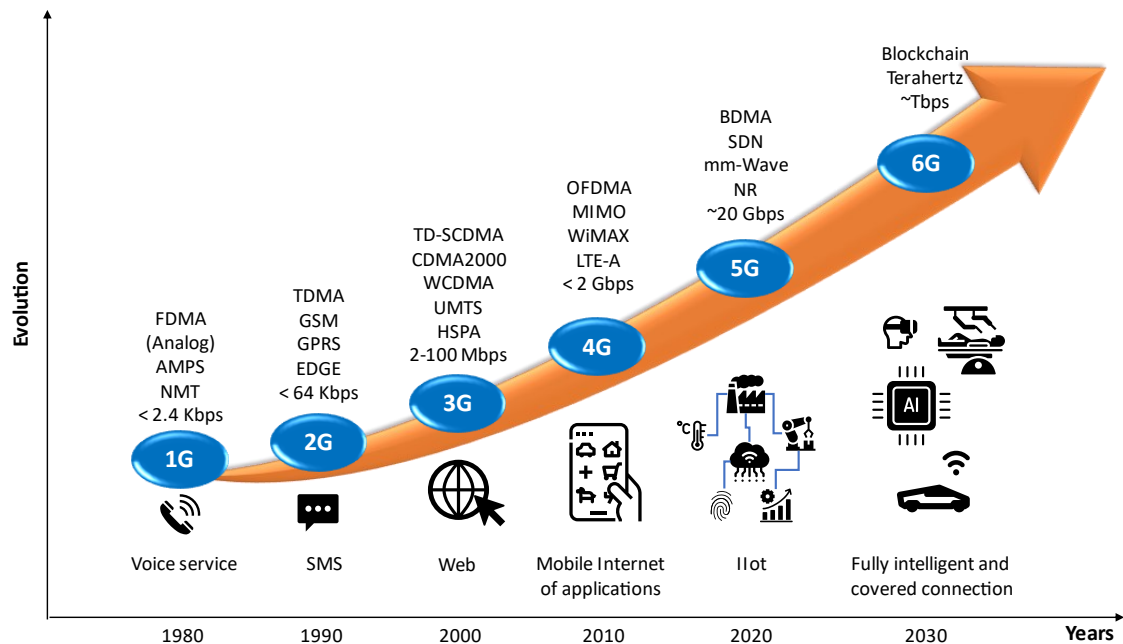 Evolution
FDMA
(Analog)
AMPS
NMT
< 2.4 Kbps
1G
Voice service
1980
TDMA
GSM
GPRS
EDGE
< 64 Kbps
2G
SMS
1990
TD-SCDMA
CDMA2000
WCDMA
UMTS
HSPA
2-100 Mbps
3G
Web
2000
OFDMA
MIMO
WiMAX
LTE-A
< 2 Gbps
4G
Mobile Internet
of applications
2010
BDMA
SDN
mm-Wave
NR
~20 Gbps
5G
°C
IIot
2020
Blockchain
Terahertz
~Tbps
6G
AI
Fully intelligent and
covered connection
2030
Years